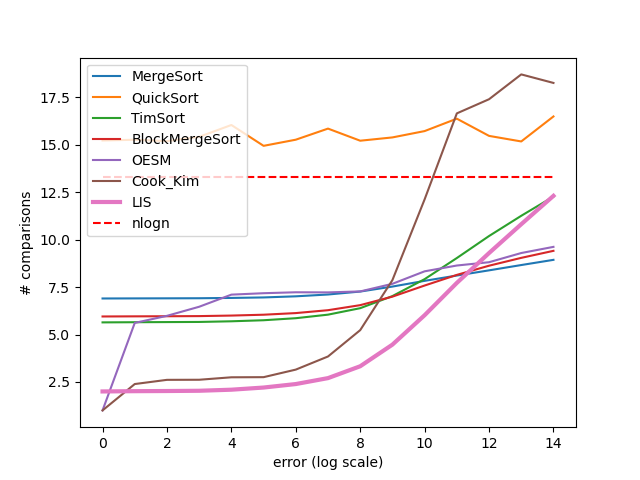 MergeSort
QuickSort
TimSort
BlockMergeSort
OESM
Cook_Kim
LIS
nlogn
17.5
15.0
12.5
10.0
7.5
5.0
2.5
# comparisons
0 2 4 6 8 10 12 14
error (log scale)